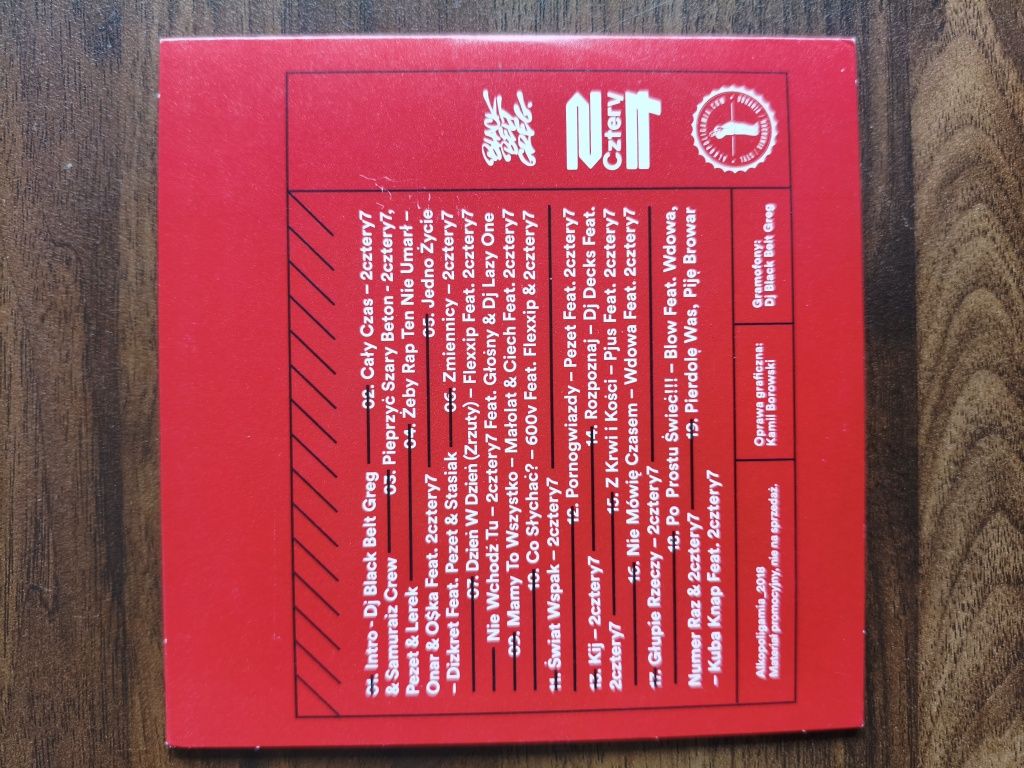 01. Intro - Dj Black Belt Greg 02. Cały Czas – 2cztery7
& Samuraiz Crew 03. Pieprzyć Szary Beton - 2cztery7,
Pezet & Lerek 04. Żeby Rap Ten Nie Umarł –
Onar & O$ka Feat. 2cztery7 05. Jedno Życie
– Dizkret Feat. Pezet & Stasiak 06. Zmiennicy – 2cztery7
07. Dzień W Dzień (Zrzuty) – Flexxip Feat. 2cztery7
Nie Wchodź Tu – 2cztery7 Feat. Głośny & Dj Lazy One
09. Mamy To Wszystko – Małolat & Ciech Feat. 2cztery7
10. Co Słychać? – 600v Feat. Flexxip & 2cztery7
11. Świat Wspak – 2cztery7
12. Pornogwiazdy – Pezet Feat. 2cztery7
13. Kij – 2cztery7 14. Rozpoznaj – Dj Decks Feat.
2cztery7 15. Z Krwi i Kości – Pjus Feat. 2cztery7
16. Nie Mówię Czasem – Wdowa Feat. 2cztery7
17. Głupie Rzeczy – 2cztery7
18. Po Prostu Świeć!!! – Blow Feat. Wdowa,
Numer Raz & 2cztery7 19. Pierdolę Was, Piję Browar
– Kuba Knap Feat. 2cztery7
BLACK
BELT
GREG.
2
Cztery
7
ALKOPOLIGAMIA.COM
Alkopoligamia_2018
Materiał promocyjny, nie na sprzedaż.
Oprawa graficzna:
Kamil Borowski
Gramofony:
Dj Black Belt Greg